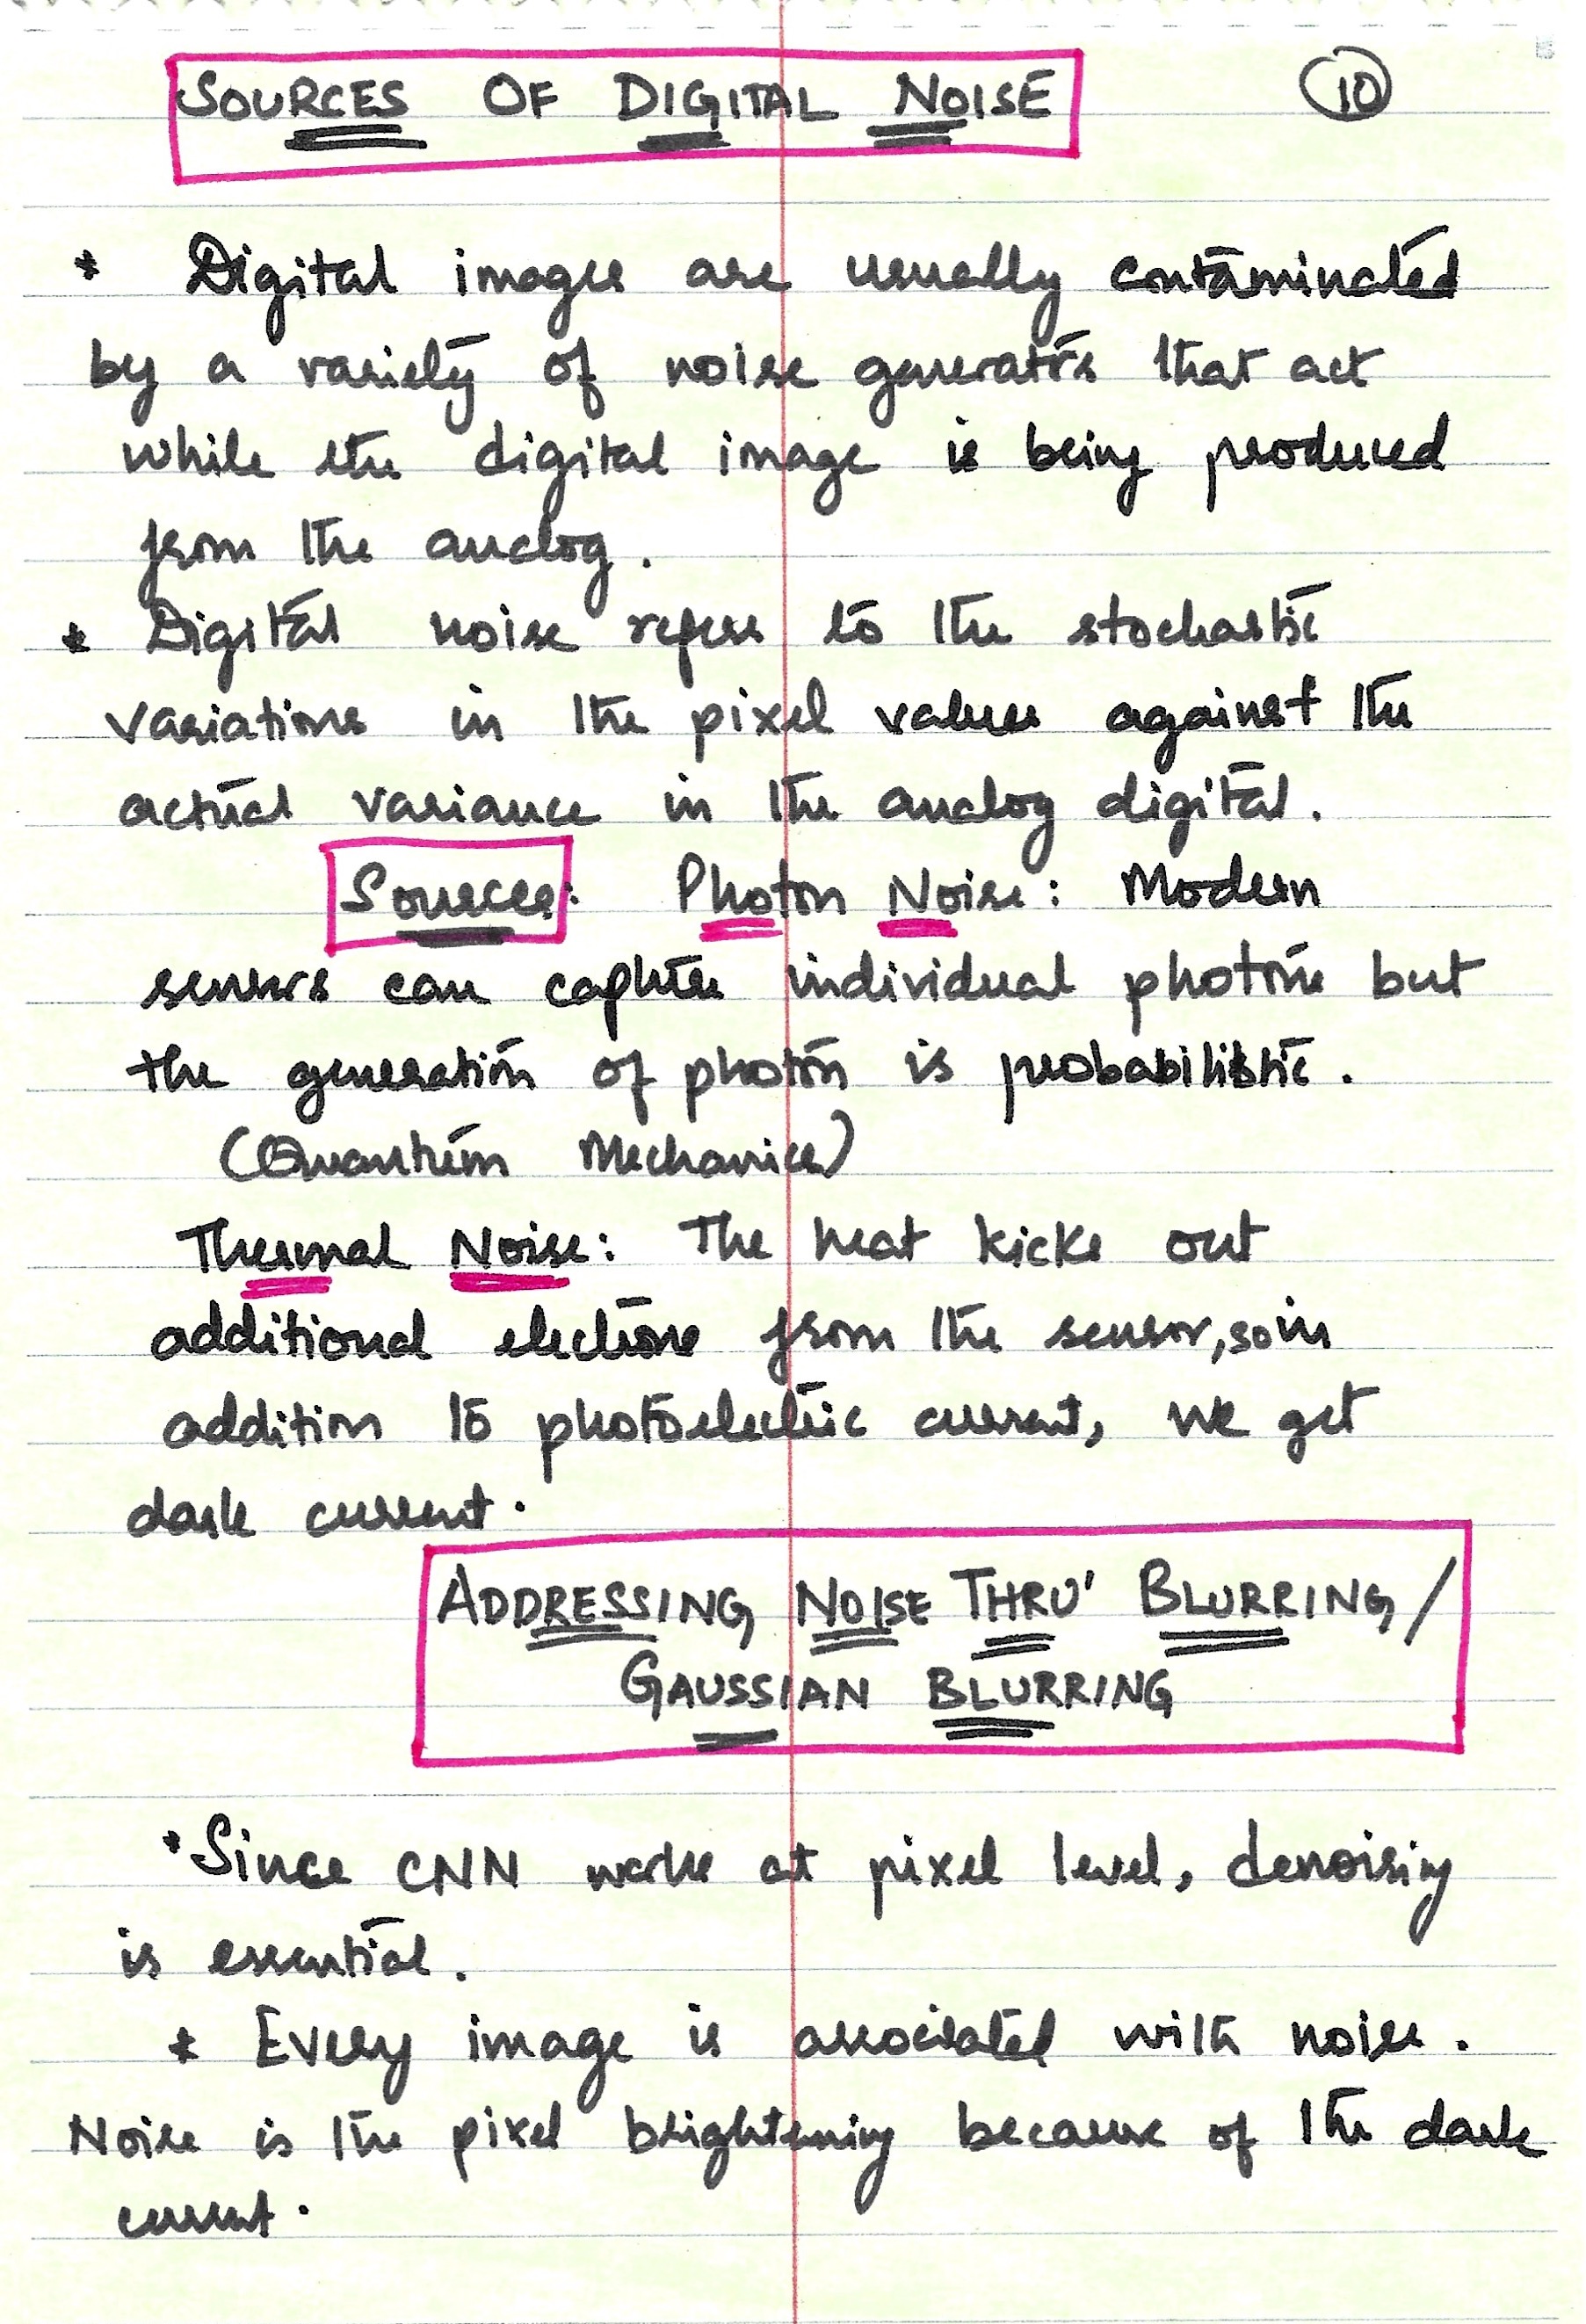 SOURCES OF DIGITAL NOISE
10
* Digital images are usually contaminated
by a variety of noise generators that act
while the digital image is being produced
from the analog.
* Digital noise refers to the stochastic
variations in the pixel values against the
actual variance in the analog digital.
Sources: Photon Noise: Modern
sensors can capture individual photons but
the generation of photon is probabilistic.
(Quantum Mechanics)
Thermal Noise: The heat kicks out
additional electrons from the sensor, so in
addition to photoelectric current, we get
dark current.
ADDRESSING NOISE THRU' BLURRING/
GAUSSIAN BLURRING
* Since CNN works at pixel level, denoising
is essential.
* Every image is associated with noise.
Noise is the pixel brightening because of the dark
current.